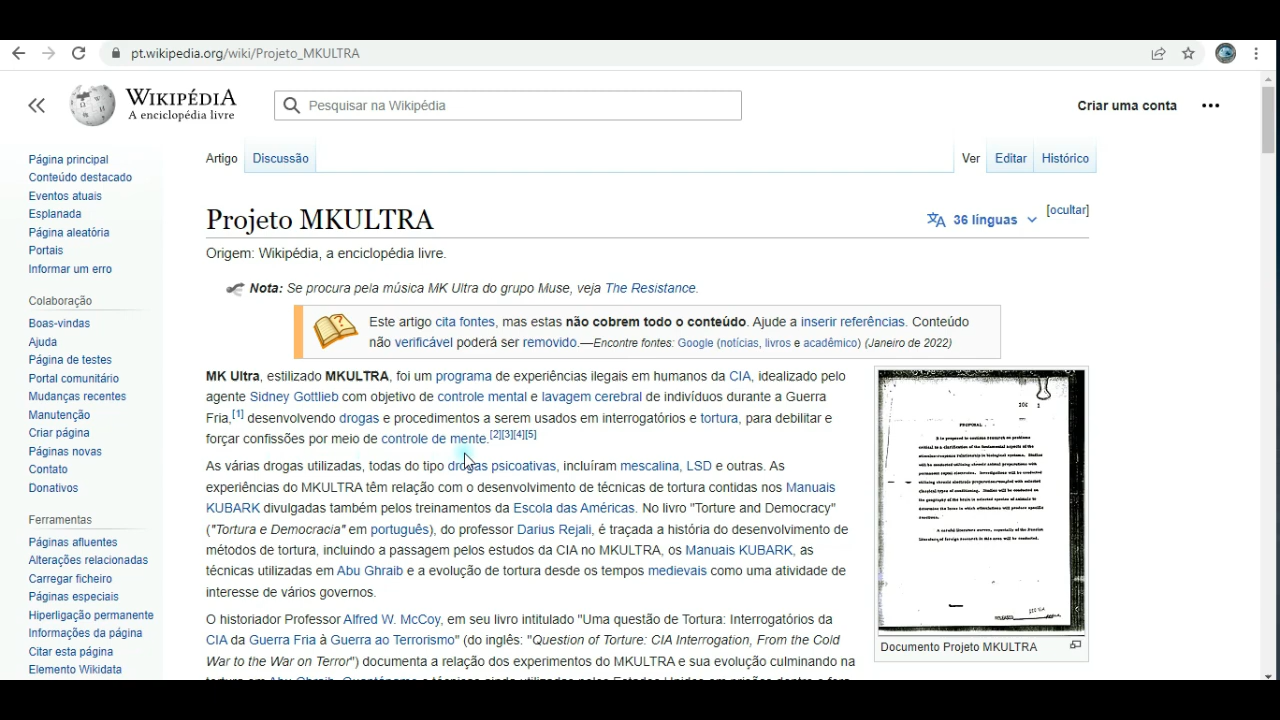 pt.wikipedia.org/wiki/Projeto_MKULTRA
WIKIPÉDIA
A enciclopédia livre
Pesquisar na Wikipédia
Criar uma conta
Página principal
Conteúdo destacado
Eventos atuais
Esplanada
Página aleatória
Portais
Informar um erro
Colaboração
Boas-vindas
Ajuda
Página de testes
Portal comunitário
Mudanças recentes
Manutenção
Criar página
Páginas novas
Contato
Donativos
Ferramentas
Páginas afluentes
Alterações relacionadas
Carregar ficheiro
Páginas especiais
Hiperligação permanente
Informações da página
Citar esta página
Elemento Wikidata
Artigo Discussão
Ver Editar Histórico
Projeto MKULTRA
36 línguas
[ocultar]
Origem: Wikipédia, a enciclopédia livre.
Nota: Se procura pela música MK Ultra do grupo Muse, veja The Resistance.
Este artigo cita fontes, mas estas não cobrem todo o conteúdo. Ajude a inserir referências. Conteúdo
não verificável poderá ser removido.—Encontre fontes: Google (notícias, livros e acadêmico) (Janeiro de 2022)
MK Ultra, estilizado MKULTRA, foi um programa de experiências ilegais em humanos da CIA, idealizado pelo
agente Sidney Gottlieb com objetivo de controle mental e lavagem cerebral de indivíduos durante a Guerra
Fria,[1] desenvolvendo drogas e procedimentos a serem usados em interrogatórios e tortura, para debilitar e
forçar confissões por meio de controle de mente.[2][3][4][5]
As várias drogas utilizatas, todas do tipo drogas psicoativas, incluíram mescalina, LSD e outras. As
experiências do MKULTRA têm relação com o desenvolvimento de técnicas de tortura contidas nos Manuais
KUBARK divulgadas também pelos treinamentos da Escola das Américas. No livro "Torture and Democracy"
("Tortura e Democracia" em português), do professor Darius Rejali, é traçada a história do desenvolvimento de
métodos de tortura, incluindo a passagem pelos estudos da CIA no MKULTRA, os Manuais KUBARK, as
técnicas utilizadas em Abu Ghraib e a evolução de tortura desde os tempos medievais como uma atividade de
interesse de vários governos.
O historiador Professor Alfred W. McCoy, em seu livro intitulado "Uma questão de Tortura: Interrogatórios da
CIA da Guerra Fria a Guerra ao Terrorismo" (do inglês: "Question of Torture: CIA Interrogation, From the Cold
War to the War on Terror") documenta a relação dos experimentos do MKULTRA e sua evolução culminando na
PROPOSAL
Documento Projeto MKULTRA